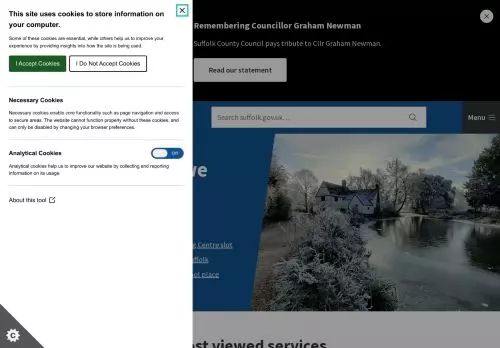 This site uses cookies to store information on
your computer.
Some of these cookies are essential, while others help us to improve your
experience by providing insights into how the site is being used.
I Accept Cookies
I Do Not Accept Cookies
Necessary Cookies
Necessary cookies enable core functionality such as page navigation and access
to secure areas. The website cannot function properly without these cookies, and
can only be disabled by changing your browser preferences.
Analytical Cookies
On
Analytical cookies help us to improve our website by collecting and reporting
information on its usage.
About this tool
Remembering Councillor Graham Newman
Suffolk County Council pays tribute to Cllr Graham Newman.
Read our statement
Search suffolk.gov.uk…
Menu
we
Centre slot
folk
ol place
st viewed services